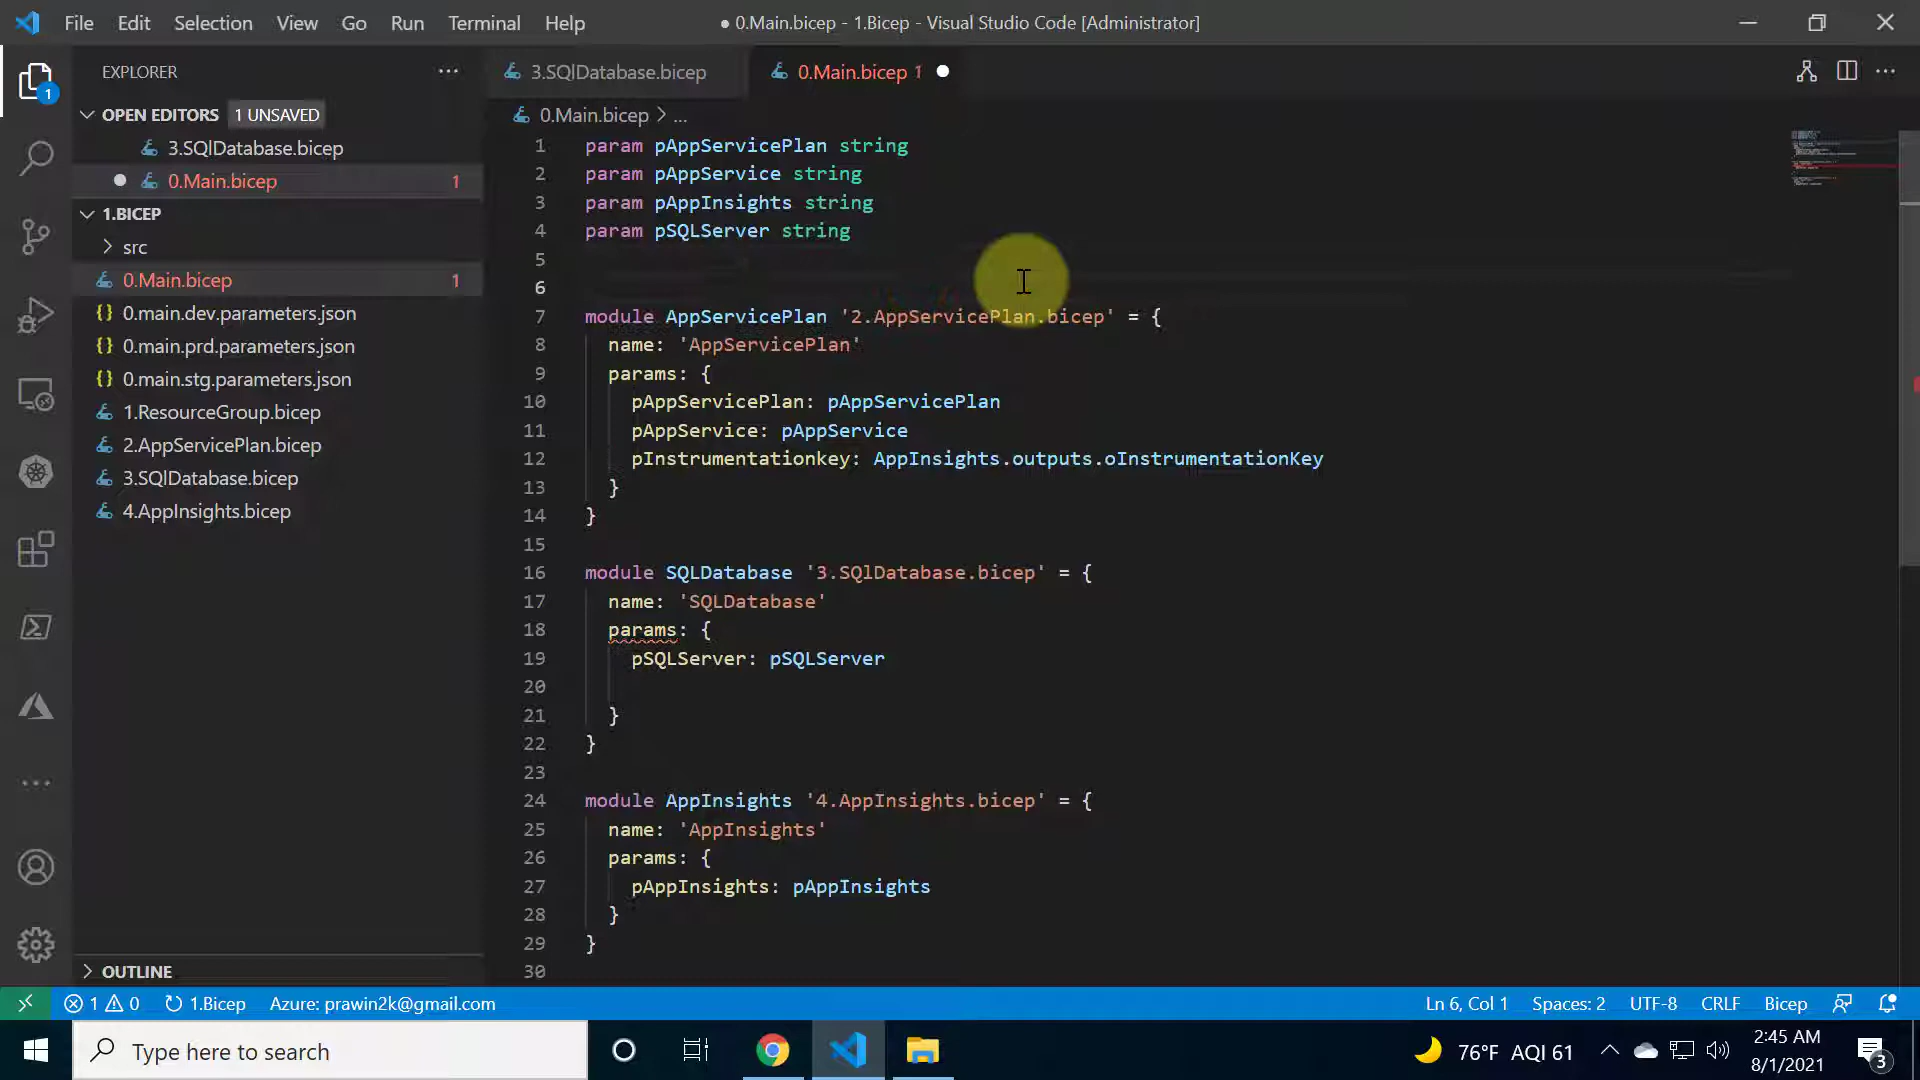 File Edit Selection View Go Run Terminal Help
● 0.Main.bicep - 1.Bicep - Visual Studio Code [Administrator]
EXPLORER
OPEN EDITORS 1 UNSAVED
3.SQlDatabase.bicep
0.Main.bicep 1
1.BICEP
src
0.Main.bicep 1
0.main.dev.parameters.json
0.main.prd.parameters.json
0.main.stg.parameters.json
1.ResourceGroup.bicep
2.AppServicePlan.bicep
3.SQlDatabase.bicep
4.AppInsights.bicep
OUTLINE
1
3.SQlDatabase.bicep
0.Main.bicep 1
0.Main.bicep > ...
1 param pAppServicePlan string
2 param pAppService string
3 param pAppInsights string
4 param pSQLServer string
5
6
7 module AppServicePlan '2.AppServicePlan.bicep' = {
8 name: 'AppServicePlan'
9 params: {
10 pAppServicePlan: pAppServicePlan
11 pAppService: pAppService
12 pInstrumentationkey: AppInsights.outputs.oInstrumentationKey
13 }
14 }
15
16 module SQLDatabase '3.SQlDatabase.bicep' = {
17 name: 'SQLDatabase'
18 params: {
19 pSQLServer: pSQLServer
20
21 }
22 }
23
24 module AppInsights '4.AppInsights.bicep' = {
25 name: 'AppInsights'
26 params: {
27 pAppInsights: pAppInsights
28 }
29 }
30
1 0 1.Bicep Azure: prawin2k@gmail.com
Ln 6, Col 1 Spaces: 2 UTF-8 CRLF Bicep
Type here to search
76°F AQI 61
2:45 AM
8/1/2021
3